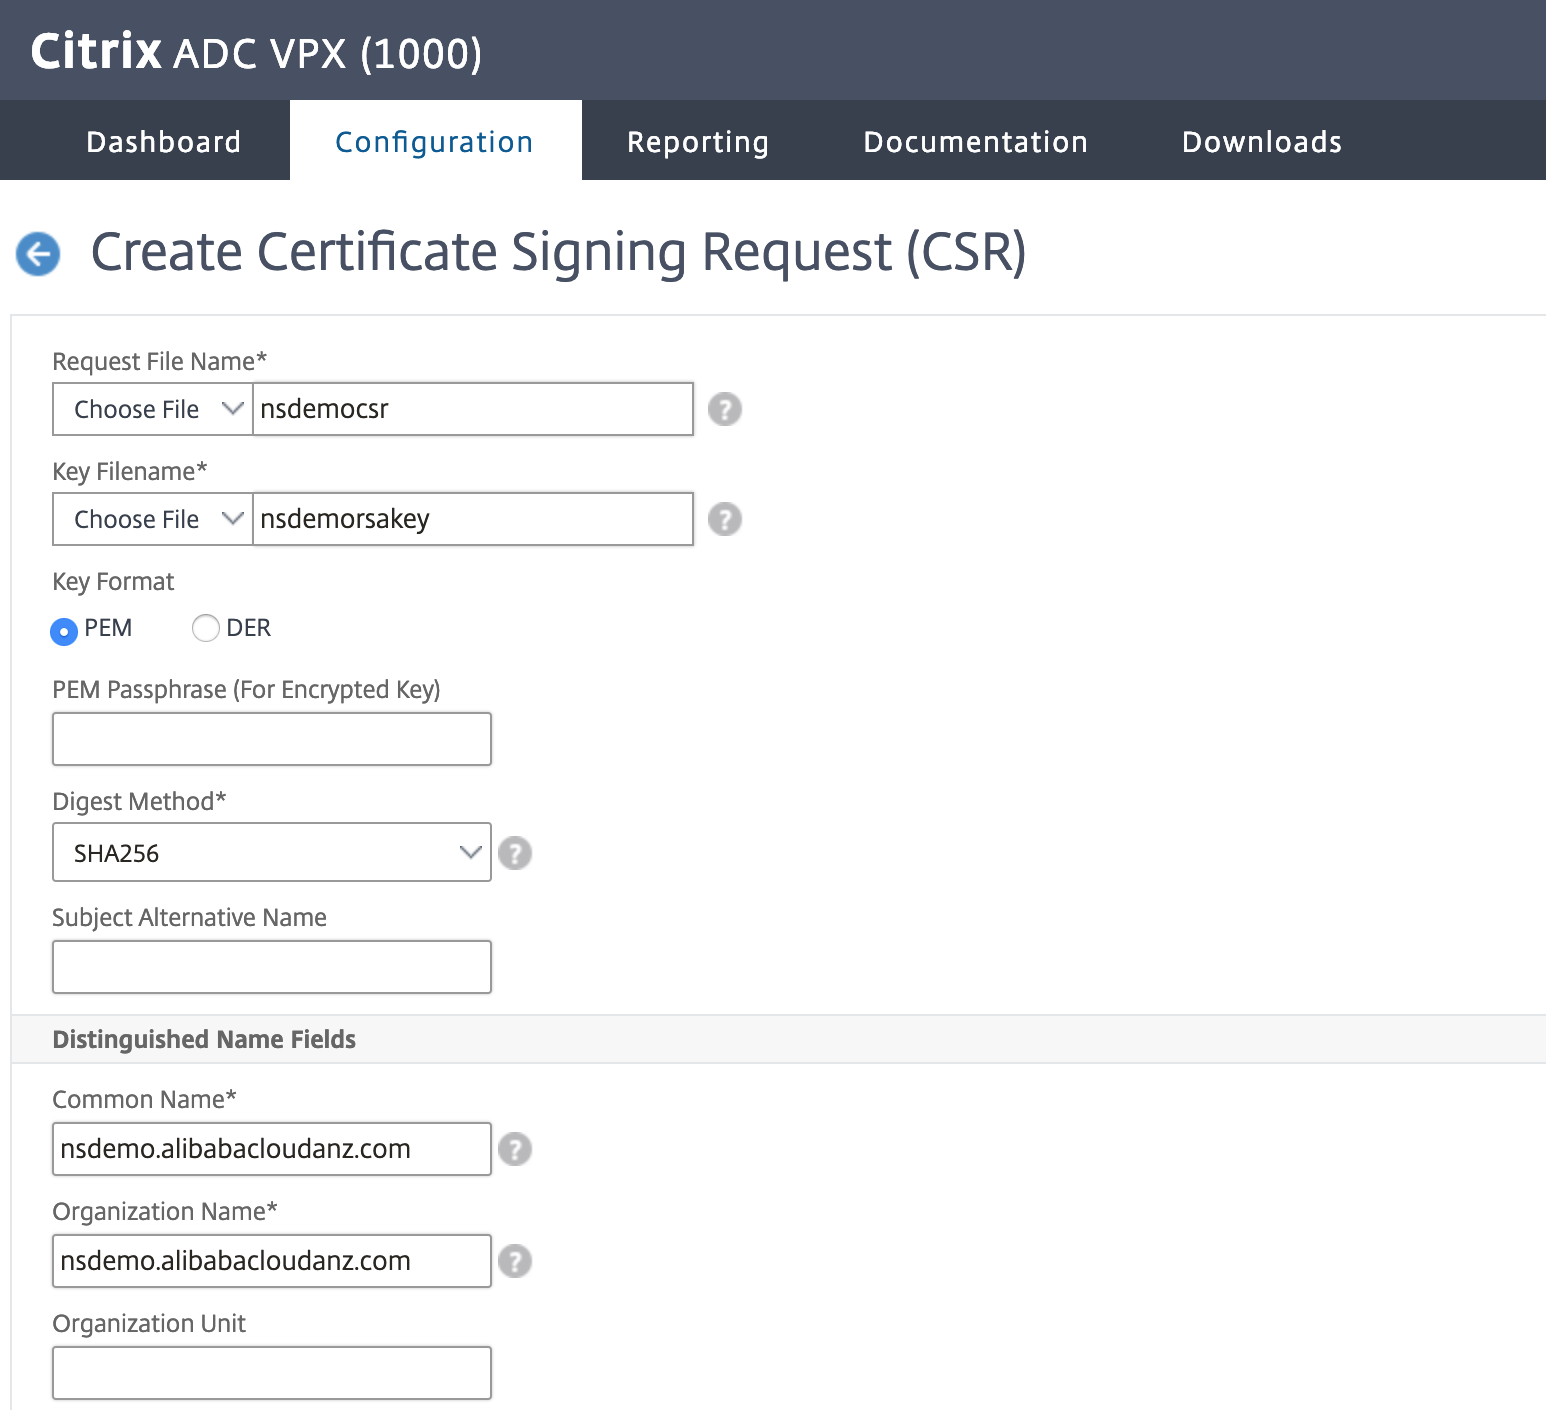 Citrix ADC VPX (1000)
Dashboard Configuration Reporting Documentation Downloads
Create Certificate Signing Request (CSR)
Request File Name*
Choose File nsdemocsr ?
Key Filename*
Choose File nsdemorsakey ?
Key Format
PEM DER
PEM Passphrase (For Encrypted Key)
Digest Method*
SHA256 ?
Subject Alternative Name
Distinguished Name Fields
Common Name*
nsdemo.alibabacloudanz.com ?
Organization Name*
nsdemo.alibabacloudanz.com ?
Organization Unit